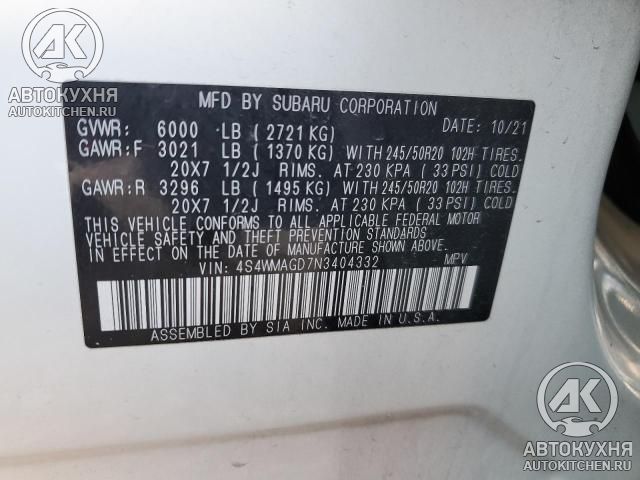 AK
АВТОКУХНЯ
AUTOKITCHEN.RU
MFD BY SUBARU CORPORATION
GVWR: 6000 LB (2721 KG) DATE: 10/21
GAWR:F 3021 LB (1370 KG) WITH 245/50R20 102H TIRES.
20X7 1/2J RIMS. AT 230 KPA (33 PSI) COLD
GAWR:R 3296 LB (1495 KG) WITH 245/50R20 102H TIRES.
20X7 1/2J RIMS. AT 230 KPA (33 PSI) COLD
THIS VEHICLE CONFORMS TO ALL APPLICABLE FEDERAL MOTOR
VEHICLE SAFETY AND THEFT PREVENTION STANDARDS
IN EFFECT ON THE DATE OF MANUFACTURE SHOWN ABOVE.
VIN: 4S4WMAGD7N3404332 MPV
ASSEMBLED BY SIA INC. MADE IN U.S.A.
AK
АВТОКУХНЯ
AUTOKITCHEN.RU